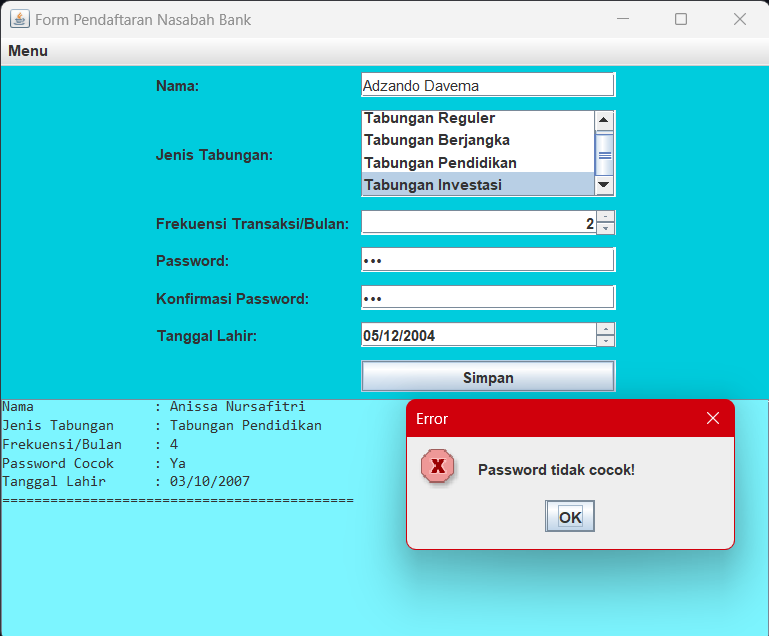 Form Pendaftaran Nasabah Bank
Menu
Nama: Adzando Davema
Jenis Tabungan:
Tabungan Reguler
Tabungan Berjangka
Tabungan Pendidikan
Tabungan Investasi
Frekuensi Transaksi/Bulan: 2
Password: •••
Konfirmasi Password: •••
Tanggal Lahir: 05/12/2004
Simpan
Nama : Anissa Nursafitri
Jenis Tabungan : Tabungan Pendidikan
Frekuensi/Bulan : 4
Password Cocok : Ya
Tanggal Lahir : 03/10/2007
============================================
Error
Password tidak cocok!
OK